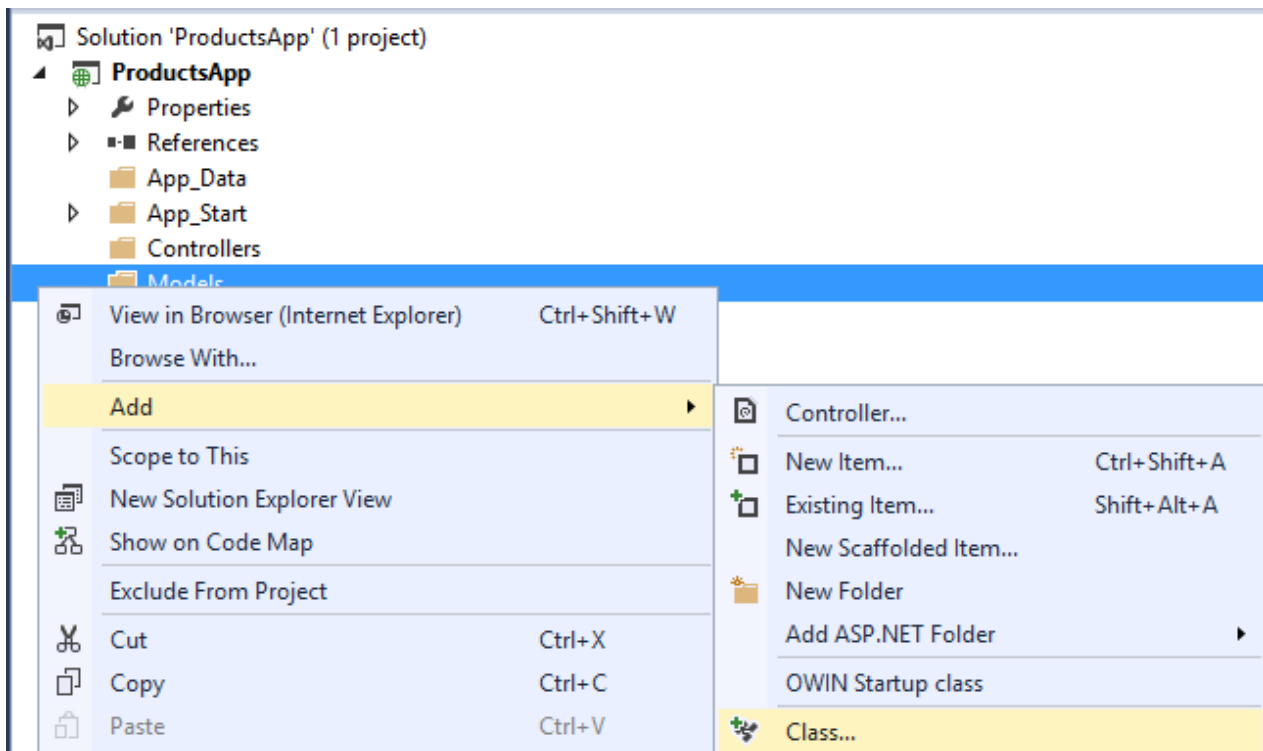 Solution 'ProductsApp' (1 project)
ProductsApp
Properties
References
App_Data
App_Start
Controllers
Models
View in Browser (Internet Explorer) Ctrl+Shift+W
Browse With...
Add
Scope to This
New Solution Explorer View
Show on Code Map
Exclude From Project
Cut Ctrl+X
Copy Ctrl+C
Paste Ctrl+V
Controller...
New Item... Ctrl+Shift+A
Existing Item... Shift+Alt+A
New Scaffolded Item...
New Folder
Add ASP.NET Folder
OWIN Startup class
Class...